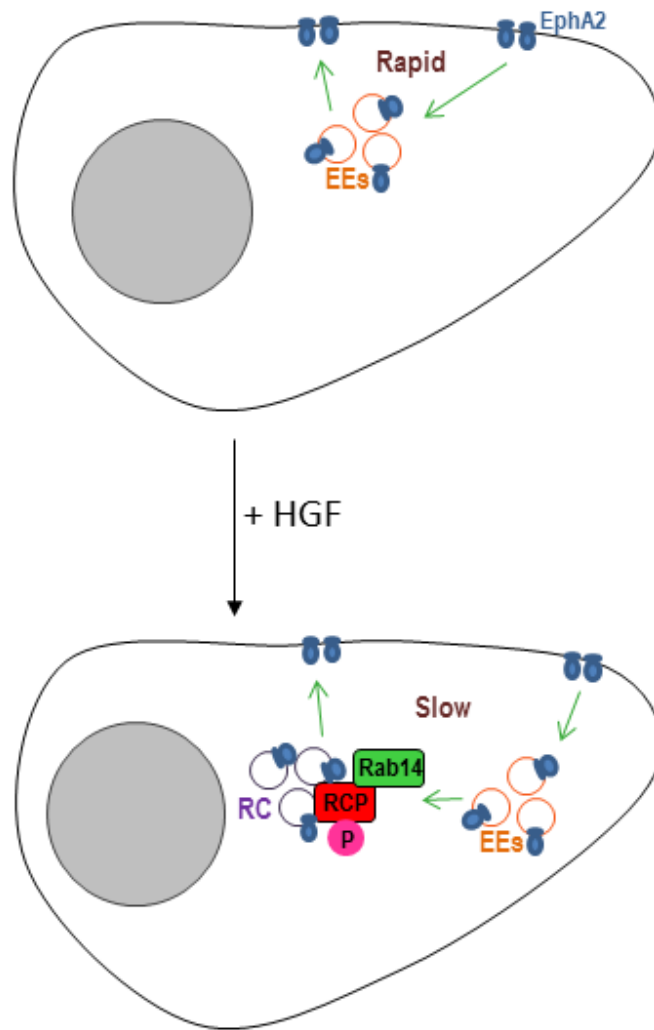 EphA2
Rapid
EEs
+ HGF
Slow
Rab14
RC
RCP
P
EEs